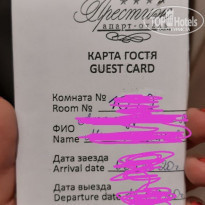 TopHotels
Престиж
АПАРТ-ОТЕЛЬ
КАРТА ГОСТЯ
GUEST CARD
Комната №
Room №
ФИО
Name
Дата заезда
Arrival date
Дата выезда
Departure date